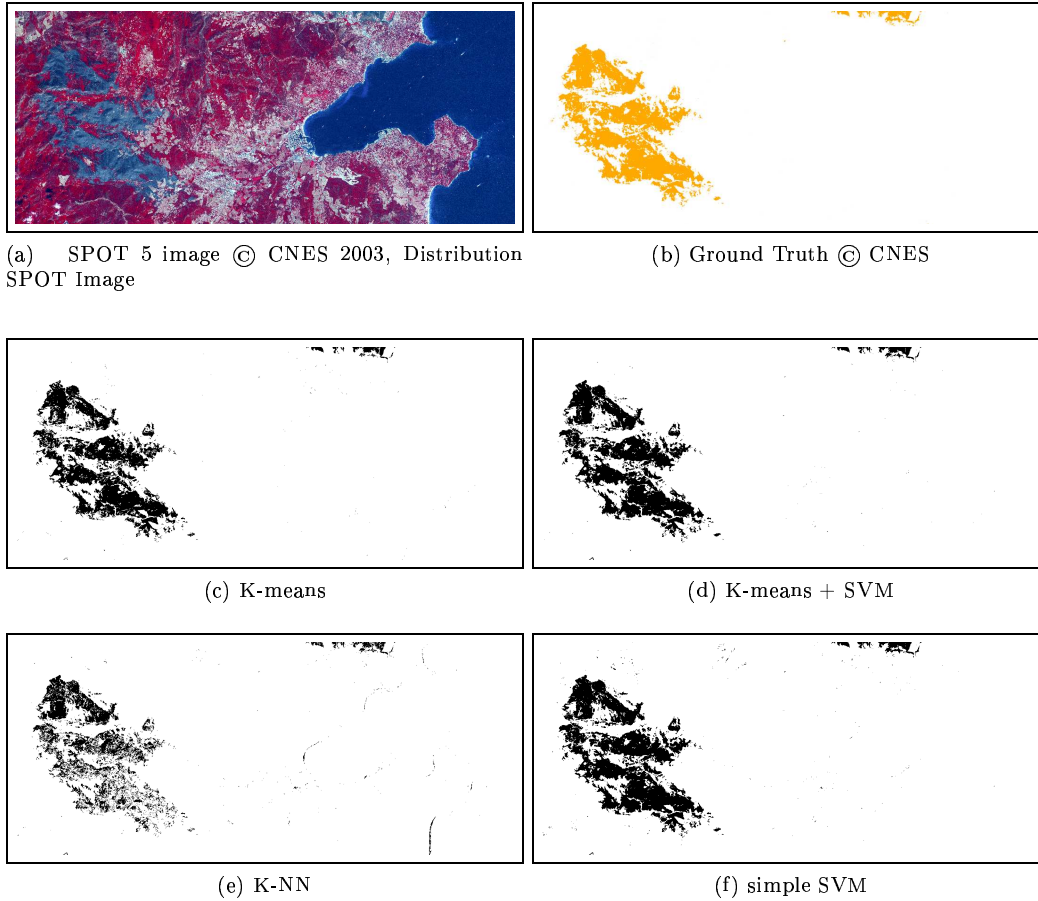 (a) SPOT 5 image © CNES 2003, Distribution
SPOT Image
(b) Ground Truth © CNES
(c) K-means
(d) K-means + SVM
(e) K-NN
(f) simple SVM